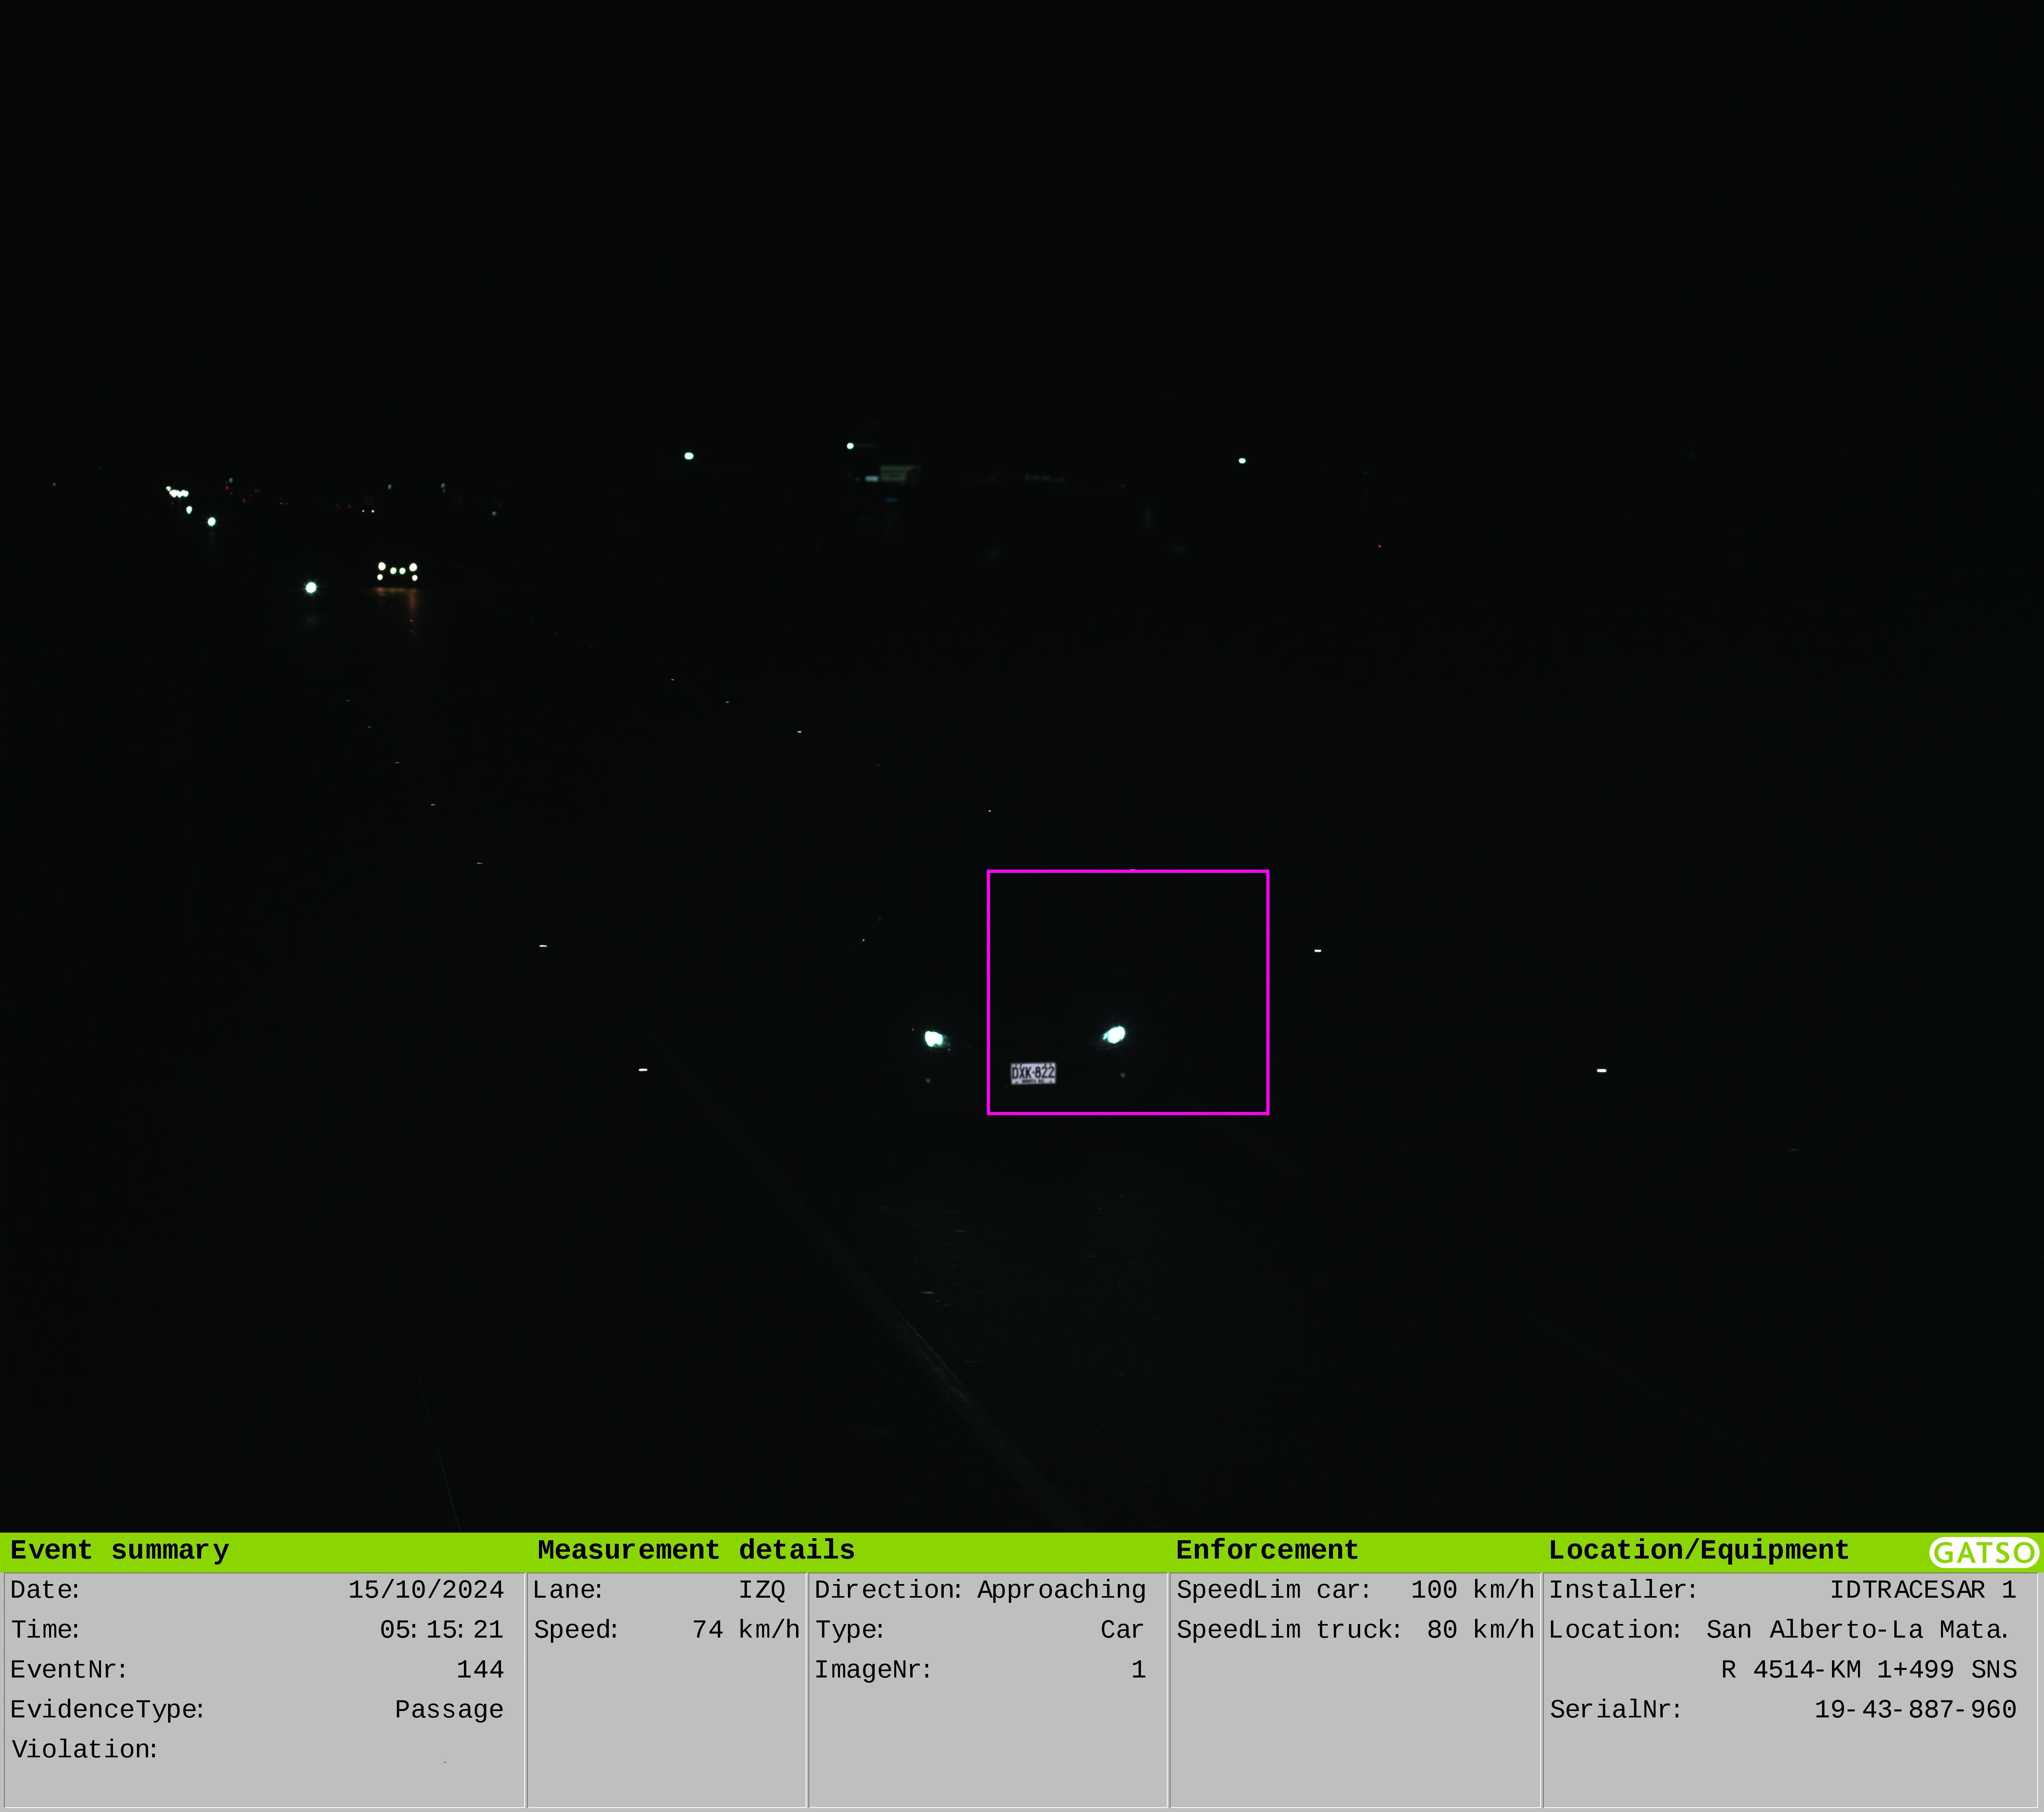 DXK-822
Event summary
Date: 15/10/2024
Time: 05:15:21
EventNr: 144
EvidenceType: Passage
Violation:
Measurement details
Lane: IZQ
Speed: 74 km/h
Direction: Approaching
Type: Car
ImageNr: 1
Enforcement
SpeedLim car: 100 km/h
SpeedLim truck: 80 km/h
Location/Equipment
GATSO
Installer: IDTRACESAR 1
Location: San Alberto-La Mata.
R 4514-KM 1+499 SNS
SerialNr: 19-43-887-960